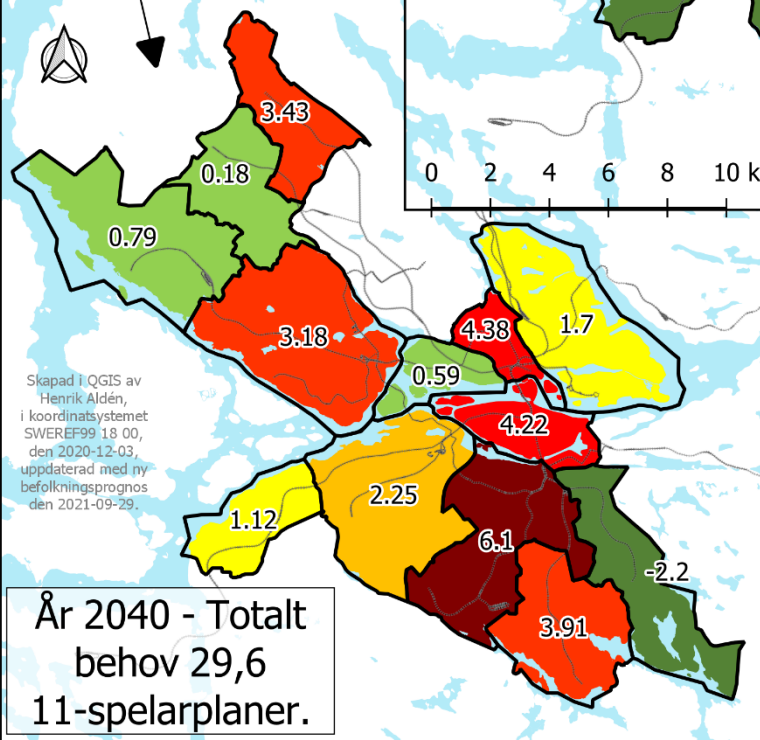 3.43
0.18
0 2 4 6 8 10 k
0.79
1.7
3.18
4.38
0.59
Skapad i QGIS av
Henrik Aldén,
i koordinatsystemet
SWEREF99 18 00,
den 2020-12-03,
uppdaterad med ny
befolkningsprognos
den 2021-09-29.
4.22
2.25
1.12
6.1
-2.2
3.91
År 2040 - Totalt
behov 29,6
11-spelarplaner.